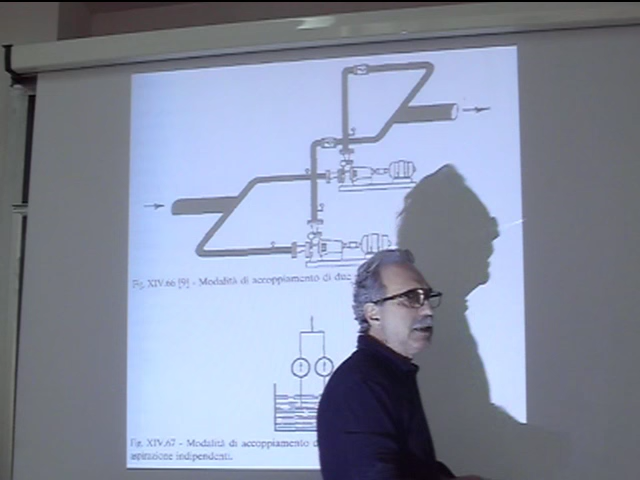 Fig. XIV.66 [9] - Modalità di accoppiamento di due
Fig. XIV.67 - Modalità di accoppiamento d
aspirazione indipendenti.